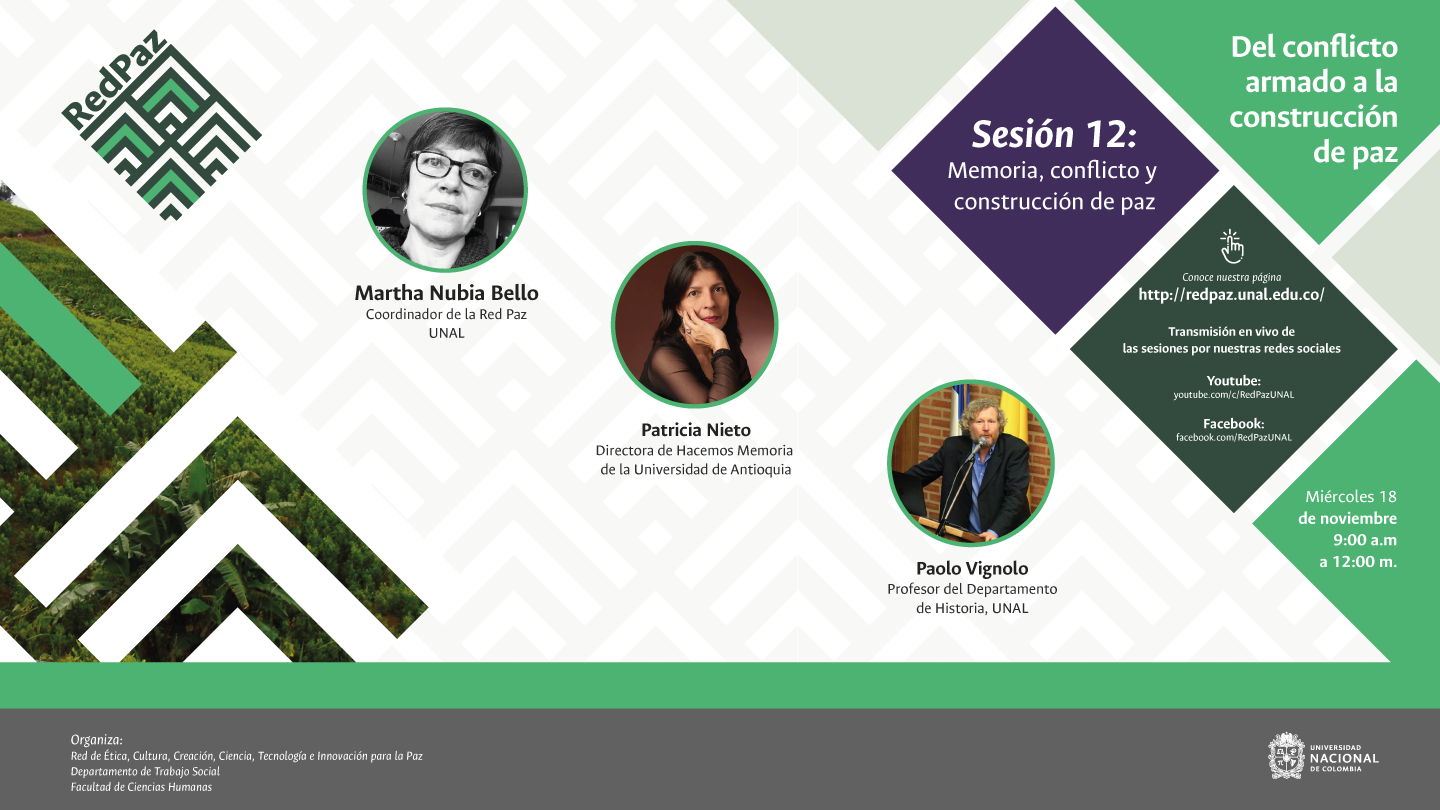 RedPaz
Martha Nubia Bello
Coordinador de la Red Paz
UNAL
Patricia Nieto
Directora de Hacemos Memoria
de la Universidad de Antioquia
Paolo Vignolo
Profesor del Departamento
de Historia, UNAL
Sesión 12:
Memoria, conflicto y
construcción de paz
Del conflicto
armado a la
construcción
de paz
Conoce nuestra página
http://redpaz.unal.edu.co/
Transmisión en vivo de
las sesiones por nuestras redes sociales
Youtube:
youtube.com/c/RedPazUNAL
Facebook:
facebook.com/RedPazUNAL
Miércoles 18
de noviembre
9:00 a.m
a 12:00 m.
Organiza:
Red de Ética, Cultura, Creación, Ciencia, Tecnología e Innovación para la Paz
Departamento de Trabajo Social
Facultad de Ciencias Humanas
UNIVERSIDAD
NACIONAL
DE COLOMBIA